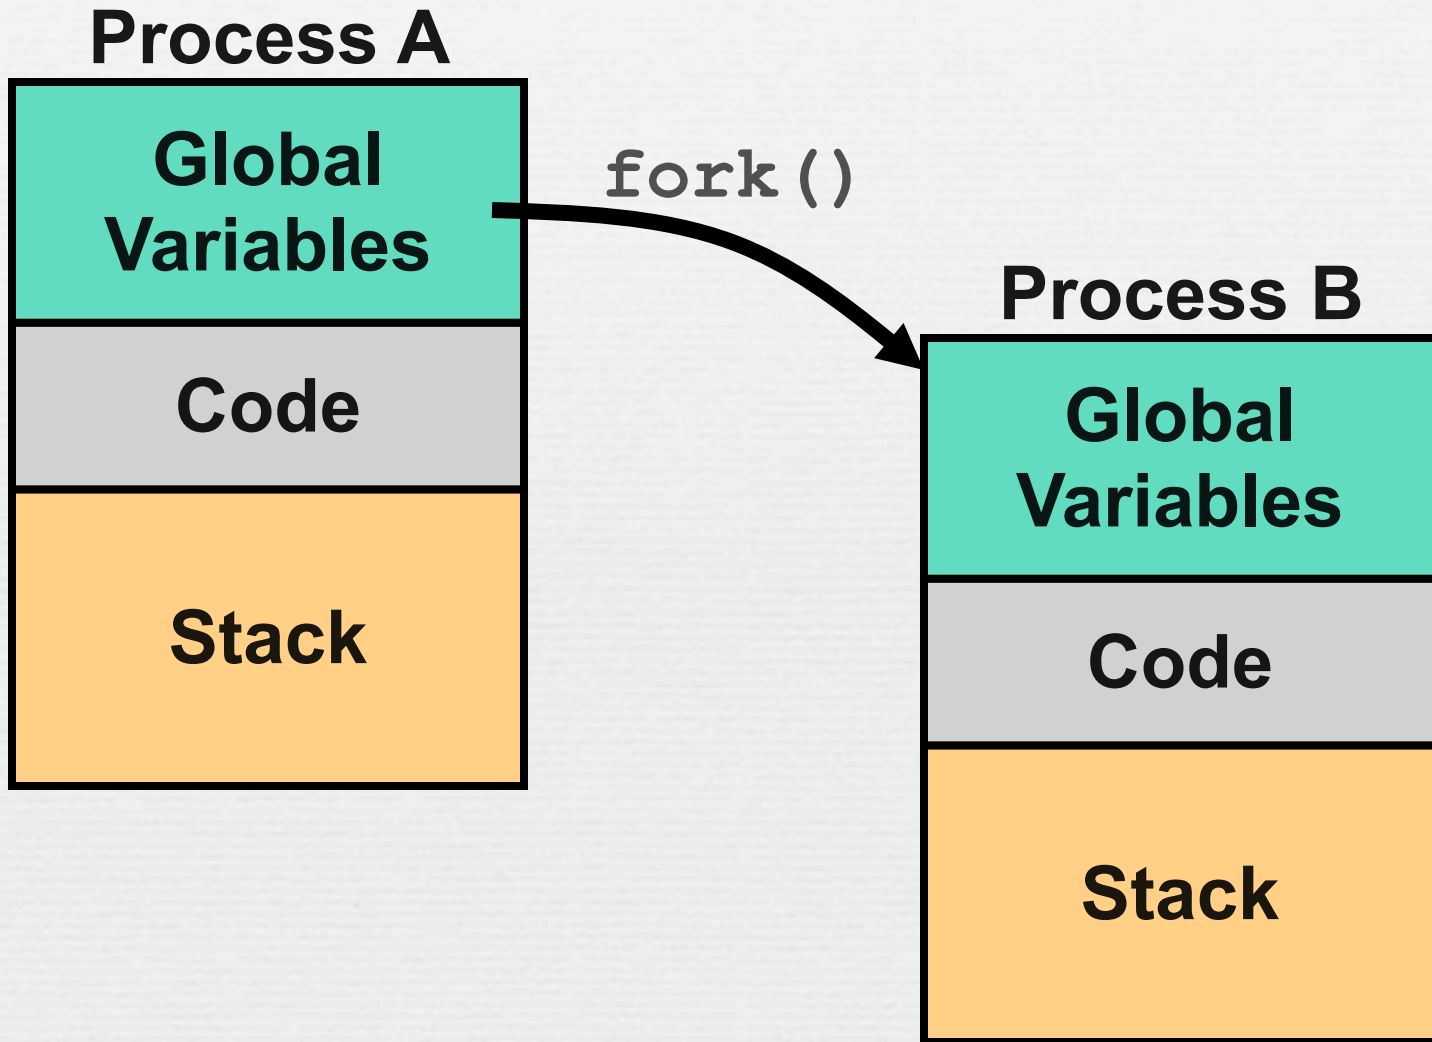 Process A
Global
Variables
Code
Stack
fork()
Process B
Global
Variables
Code
Stack